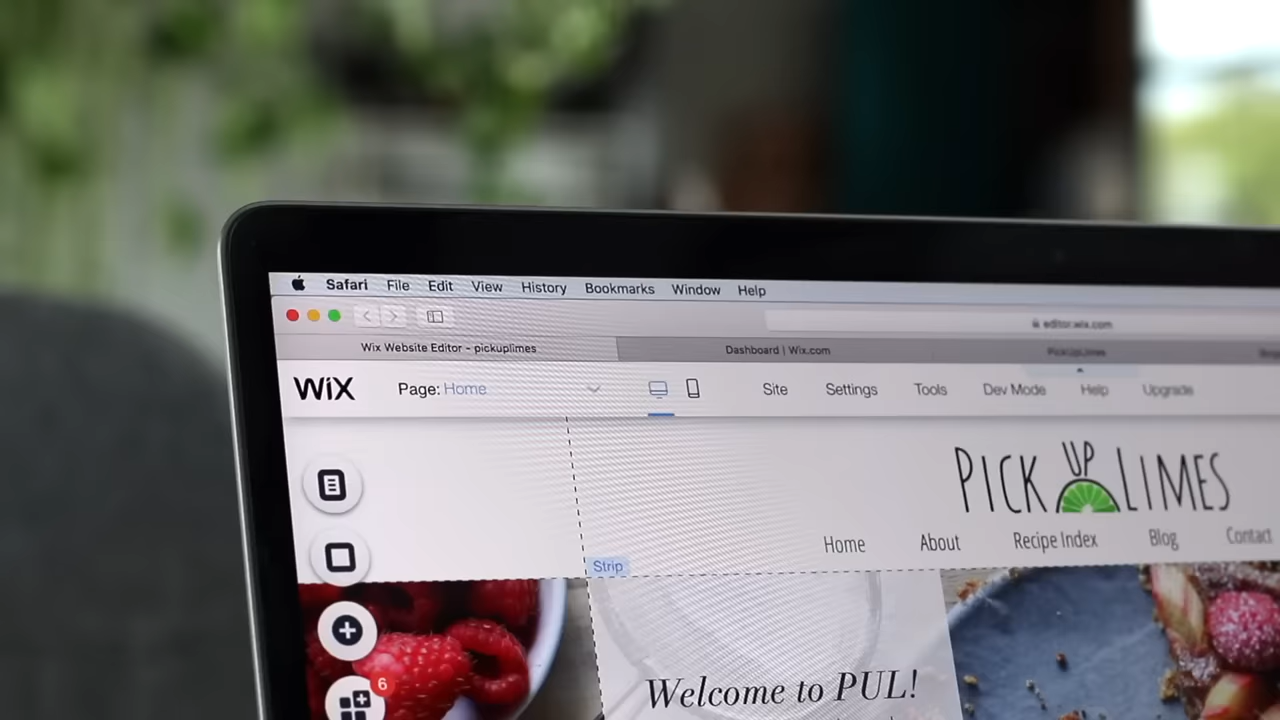 Safari File Edit View History Bookmarks Window Help
editor.wix.com
Wix Website Editor - pickuplimes Dashboard | Wix.com PickUpLimes
WiX Page: Home Site Settings Tools Dev Mode Help Upgrade
PICK UP LIMES
Home About Recipe Index Blog Contact
Strip
6
Welcome to PUL!